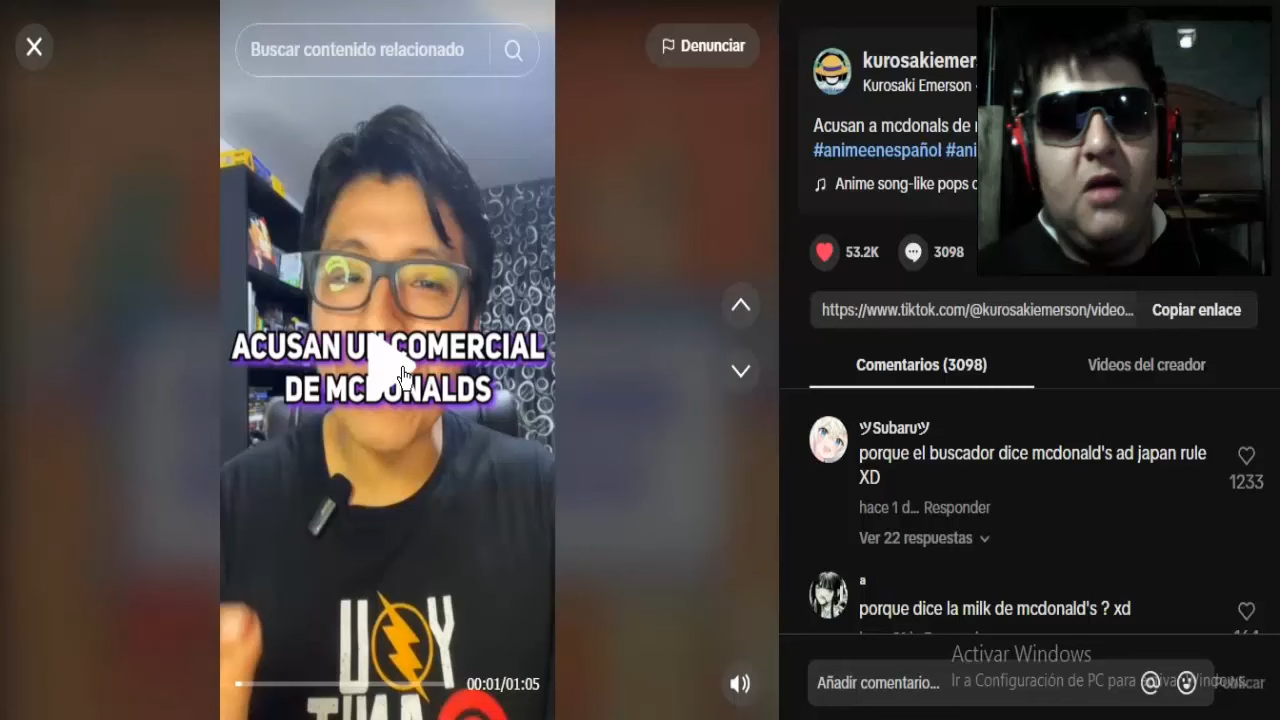 Buscar contenido relacionado
Denunciar
ACUSAN UN COMERCIAL
DE MCDONALDS
UUY
00:01/01:05
kurosakiemer
Kurosaki Emerson
Acusan a mcdonals de
#animeenespañol #ani
Anime song-like pops
53.2K
3098
https://www.tiktok.com/@kurosakiemerson/video...
Copiar enlace
Comentarios (3098)
Videos del creador
ツSubaruツ
porque el buscador dice mcdonald's ad japan rule
XD
1233
hace 1 d... Responder
Ver 22 respuestas
a
porque dice la milk de mcdonald's ? xd
Activar Windows
Ir a Configuración de PC para activar Windows.
Añadir comentario...
Publicar